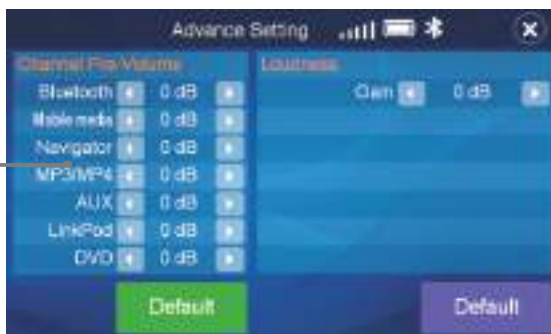 Advance Setting
Channel Pre-Volume
Loudness
Bluetooth 0 dB
Gain 0 dB
Mobile media 0 dB
Navigator 0 dB
MP3/MP4 0 dB
AUX 0 dB
LinkPod 0 dB
DVD 0 dB
Default
Default